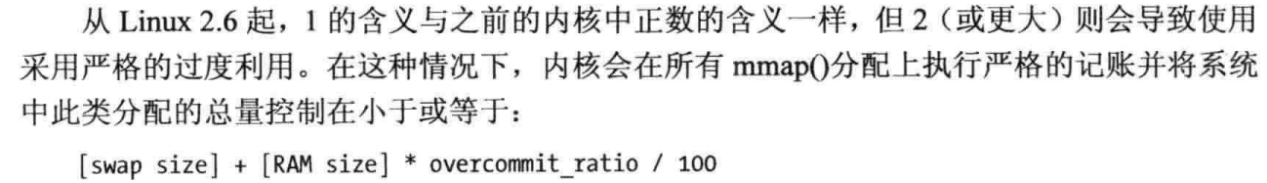 从 Linux 2.6 起，1 的含义与之前的内核中正数的含义一样，但 2（或更大）则会导致使用
采用严格的过度利用。在这种情况下，内核会在所有 mmap()分配上执行严格的记账并将系统
中此类分配的总量控制在小于或等于：
[swap size] + [RAM size] * overcommit_ratio / 100